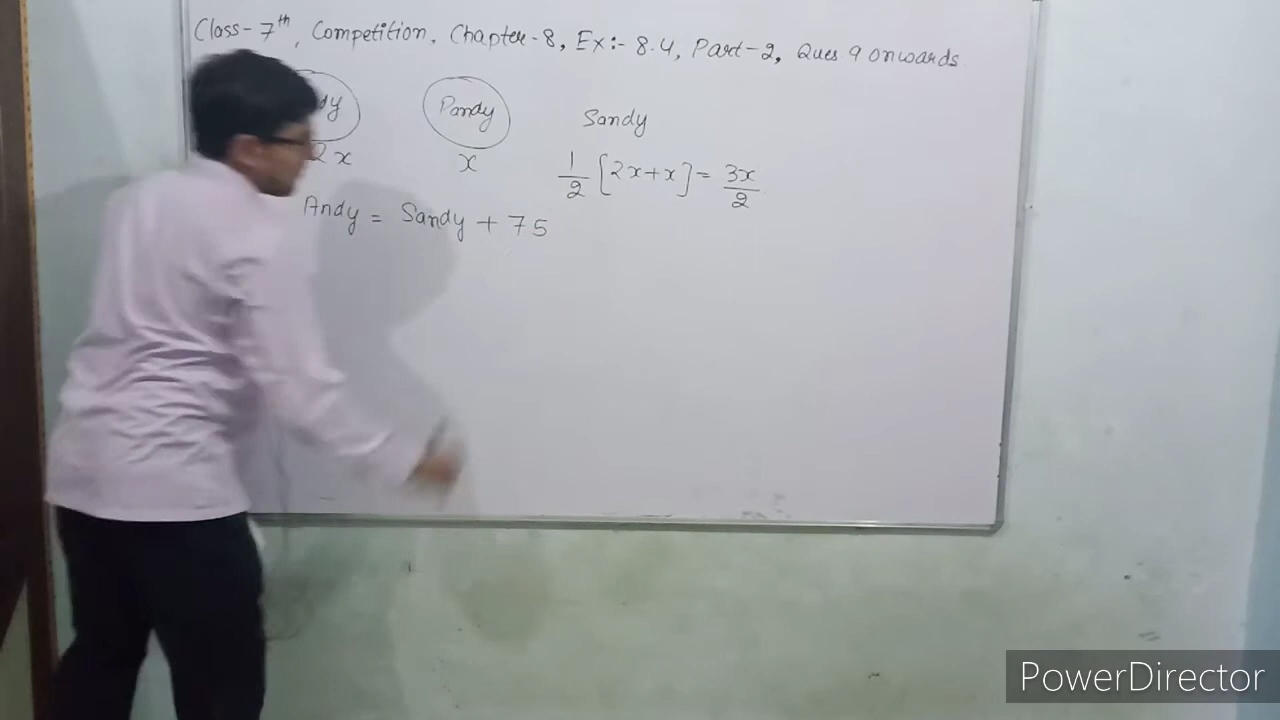 Class-7th, Competition, Chapter-8, Ex:- 8.4, Part-2, Ques 9 onwards
dy Pandy Sandy
2x x 1/2 [2x+x] = 3x/2
Andy = Sandy + 75
PowerDirector